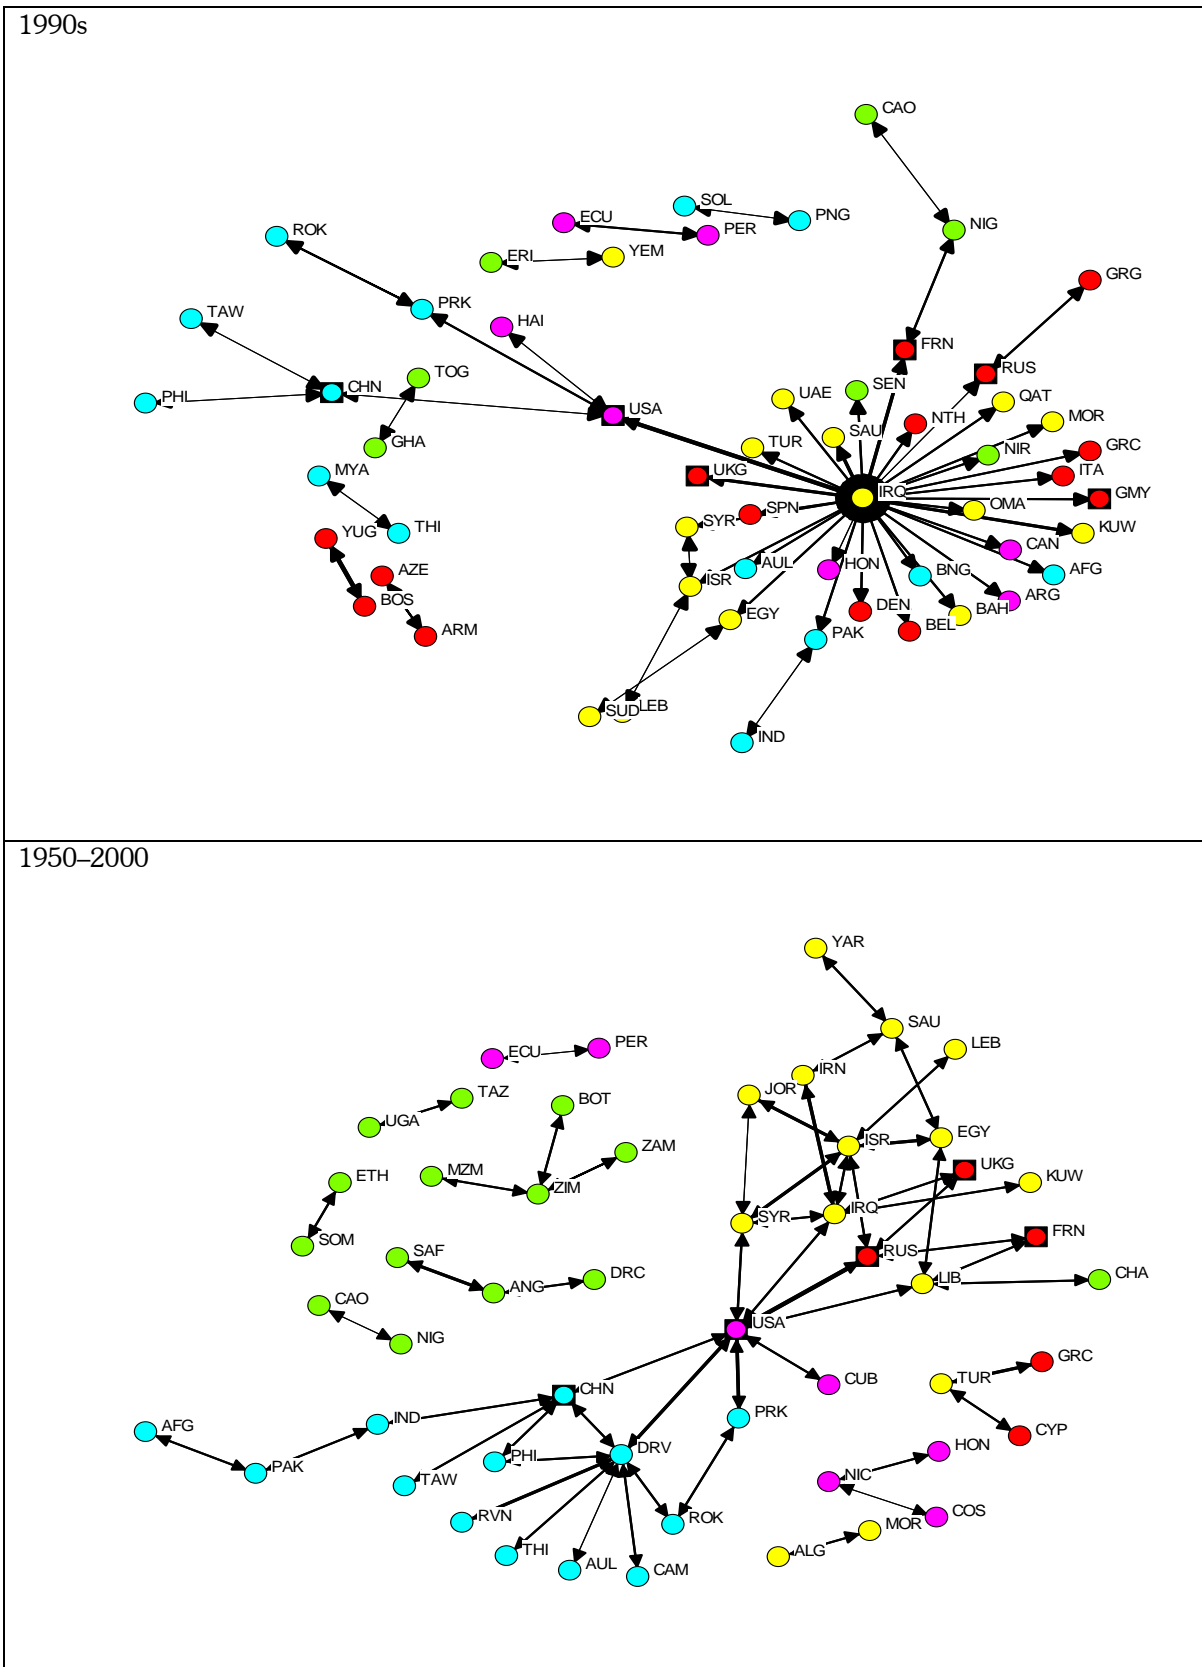 1990s
CAO
SOL
PNG
ECU
PER
NIG
ROK
ERI
YEM
GRG
PRK
TAW
HAI
FRN
RUS
TOG
CHN
PHI
USA
UAE
SEN
QAT
NTH
MOR
SAU
TUR
GHA
NIR
GRC
MYA
UKG
ITA
IRQ
GMY
OMA
SPN
SYR
THI
YUG
KUW
CAN
AUL
HON
BNG
AFG
AZE
ISR
BOS
DEN
BAH
ARG
EGY
BEL
ARM
PAK
SUD
LEB
IND
1950–2000
YAR
SAU
LEB
ECU
PER
IRN
JOR
TAZ
BOT
UGA
ISR
EGY
ZAM
UKG
ETH
MZM
ZIM
KUW
SYR
IRQ
SOM
FRN
SAF
RUS
DRC
ANG
LIB
CHA
CAO
USA
NIG
GRC
CUB
TUR
CHN
PRK
AFG
IND
CYP
DRV
HON
PHI
PAK
TAW
NIC
RVN
ROK
COS
MOR
THI
AUL
CAM
ALG